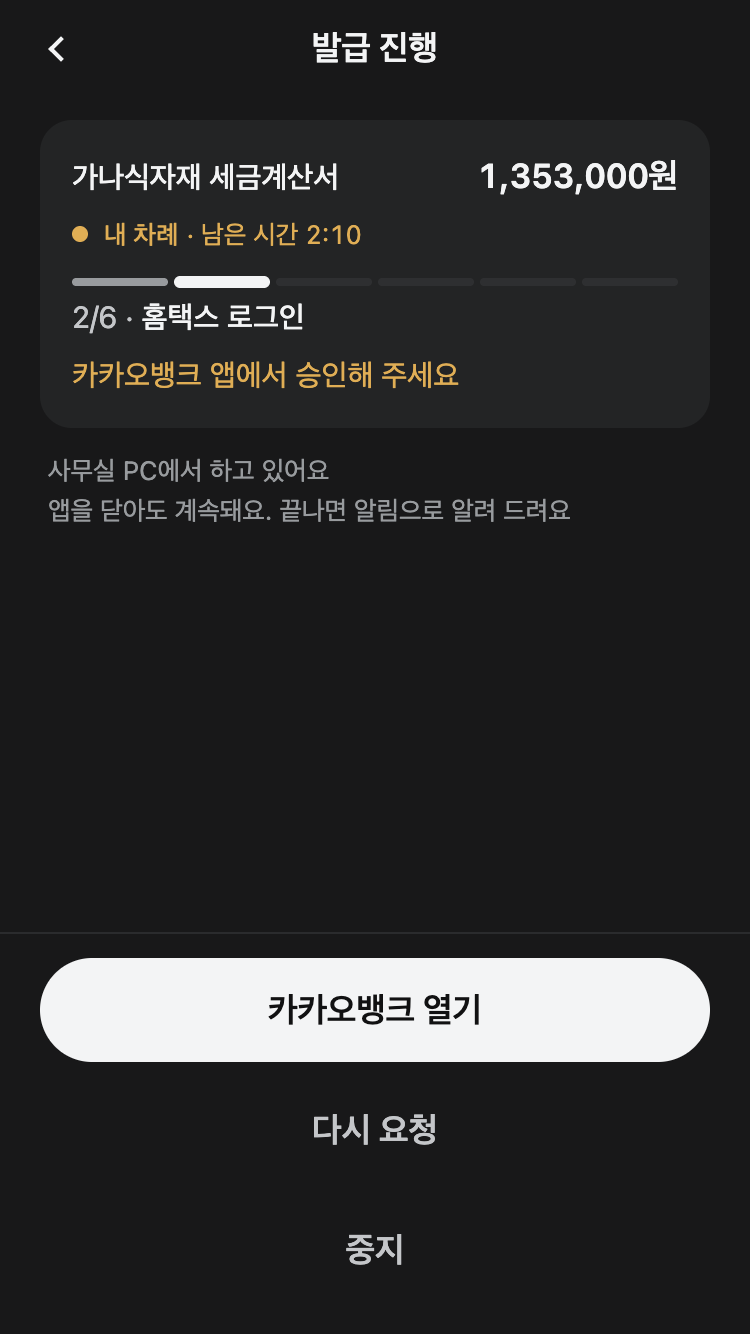 발급 진행
가나식자재 세금계산서 1,353,000원
내 차례 · 남은 시간 2:10
2/6 · 홈택스 로그인
카카오뱅크 앱에서 승인해 주세요
사무실 PC에서 하고 있어요
앱을 닫아도 계속돼요. 끝나면 알림으로 알려 드려요
카카오뱅크 열기
다시 요청
중지